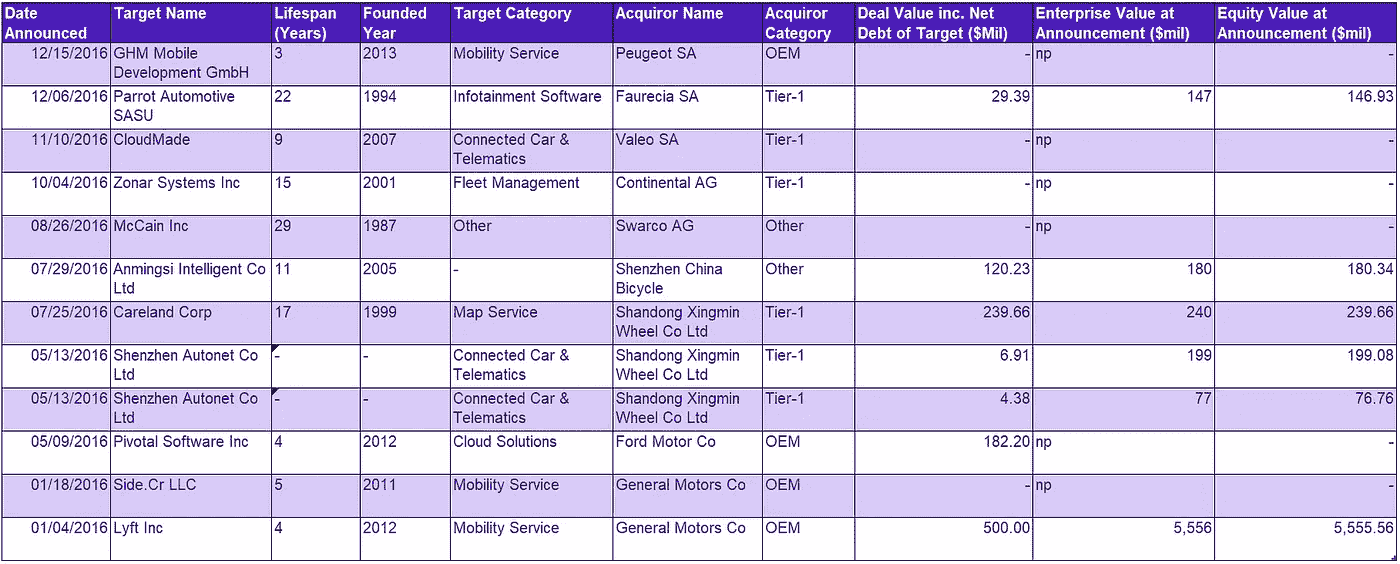 Date Announced	Target Name	Lifespan (Years)	Founded Year	Target Category	Acquiror Name	Acquiror Category	Deal Value inc. Net Debt of Target ($Mil)	Enterprise Value at Announcement ($mil)	Equity Value at Announcement ($mil)
12/15/2016	GHM Mobile Development GmbH	3	2013	Mobility Service	Peugeot SA	OEM	-	np	-
12/06/2016	Parrot Automotive SASU	22	1994	Infotainment Software	Faurecia SA	Tier-1	29.39	147	146.93
11/10/2016	CloudMade	9	2007	Connected Car & Telematics	Valeo SA	Tier-1	-	np	-
10/04/2016	Zonar Systems Inc	15	2001	Fleet Management	Continental AG	Tier-1	-	np	-
08/26/2016	McCain Inc	29	1987	Other	Swarco AG	Other	-	np	-
07/29/2016	Anmingsi Intelligent Co Ltd	11	2005	-	Shenzhen China Bicycle	Other	120.23	180	180.34
07/25/2016	Careland Corp	17	1999	Map Service	Shandong Xingmin Wheel Co Ltd	Tier-1	239.66	240	239.66
05/13/2016	Shenzhen Autonet Co Ltd	-	-	Connected Car & Telematics	Shandong Xingmin Wheel Co Ltd	Tier-1	6.91	199	199.08
05/13/2016	Shenzhen Autonet Co Ltd	-	-	Connected Car & Telematics	Shandong Xingmin Wheel Co Ltd	Tier-1	4.38	77	76.76
05/09/2016	Pivotal Software Inc	4	2012	Cloud Solutions	Ford Motor Co	OEM	182.20	np	-
01/18/2016	Side.Cr LLC	5	2011	Mobility Service	General Motors Co	OEM	-	np	-
01/04/2016	Lyft Inc	4	2012	Mobility Service	General Motors Co	OEM	500.00	5,556	5,555.56